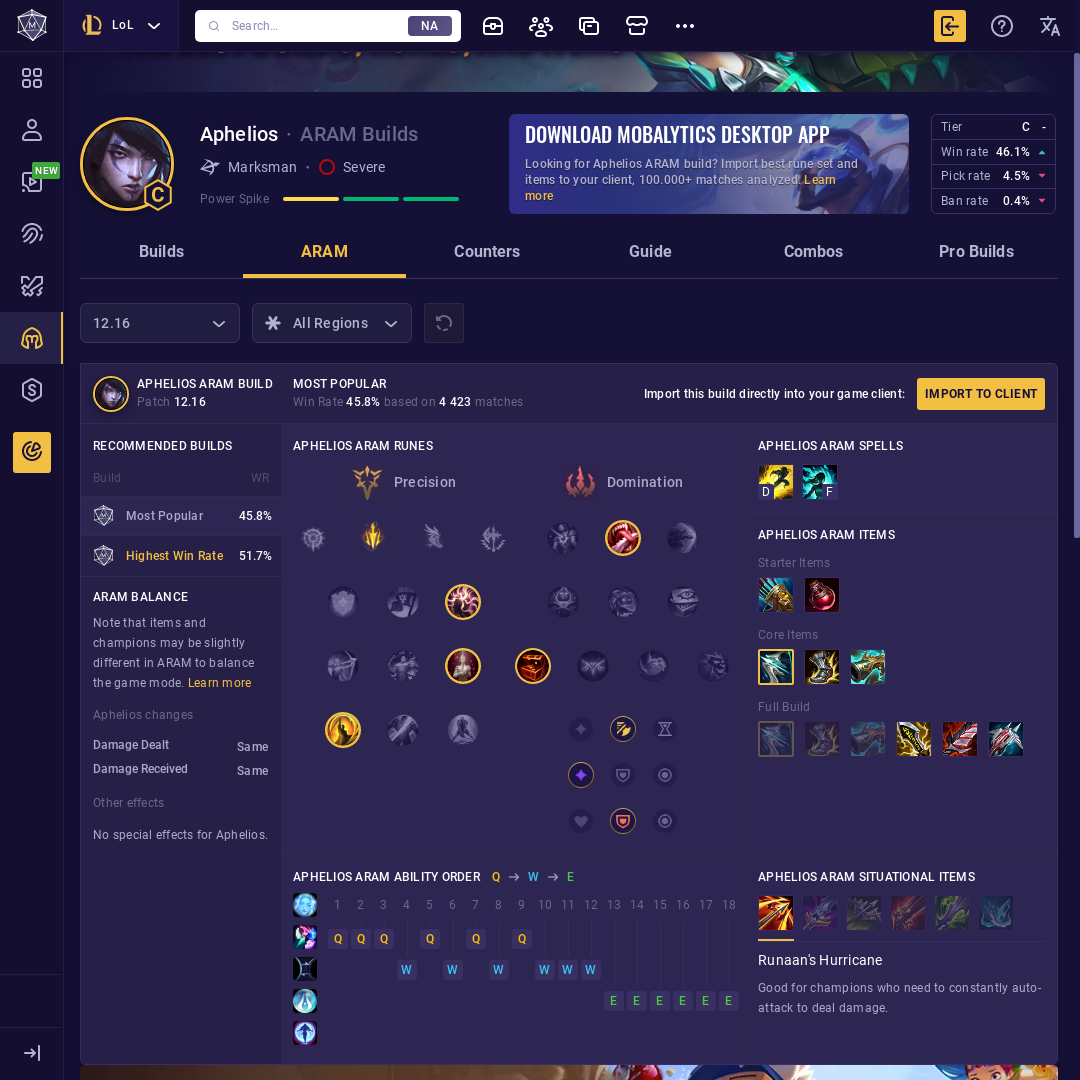 LoL
Search...
NA
NEW
Aphelios · ARAM Builds
Marksman · Severe
Power Spike
C
DOWNLOAD MOBALYTICS DESKTOP APP
Looking for Aphelios ARAM build? Import best rune set and
items to your client, 100.000+ matches analyzed. Learn
more
Tier C -
Win rate 46.1%
Pick rate 4.5%
Ban rate 0.4%
Builds
ARAM
Counters
Guide
Combos
Pro Builds
12.16
All Regions
APHELIOS ARAM BUILD
Patch 12.16
MOST POPULAR
Win Rate 45.8% based on 4 423 matches
Import this build directly into your game client:
IMPORT TO CLIENT
RECOMMENDED BUILDS
Build WR
Most Popular 45.8%
Highest Win Rate 51.7%
ARAM BALANCE
Note that items and
champions may be slightly
different in ARAM to balance
the game mode. Learn more
Aphelios changes
Damage Dealt Same
Damage Received Same
Other effects
No special effects for Aphelios.
APHELIOS ARAM RUNES
Precision
Domination
APHELIOS ARAM SPELLS
D
F
APHELIOS ARAM ITEMS
Starter Items
Core Items
Full Build
APHELIOS ARAM ABILITY ORDER Q → W → E
1 2 3 4 5 6 7 8 9 10 11 12 13 14 15 16 17 18
Q Q Q Q Q Q
W W W W W W
E E E E E E
APHELIOS ARAM SITUATIONAL ITEMS
Runaan's Hurricane
Good for champions who need to constantly auto-
attack to deal damage.